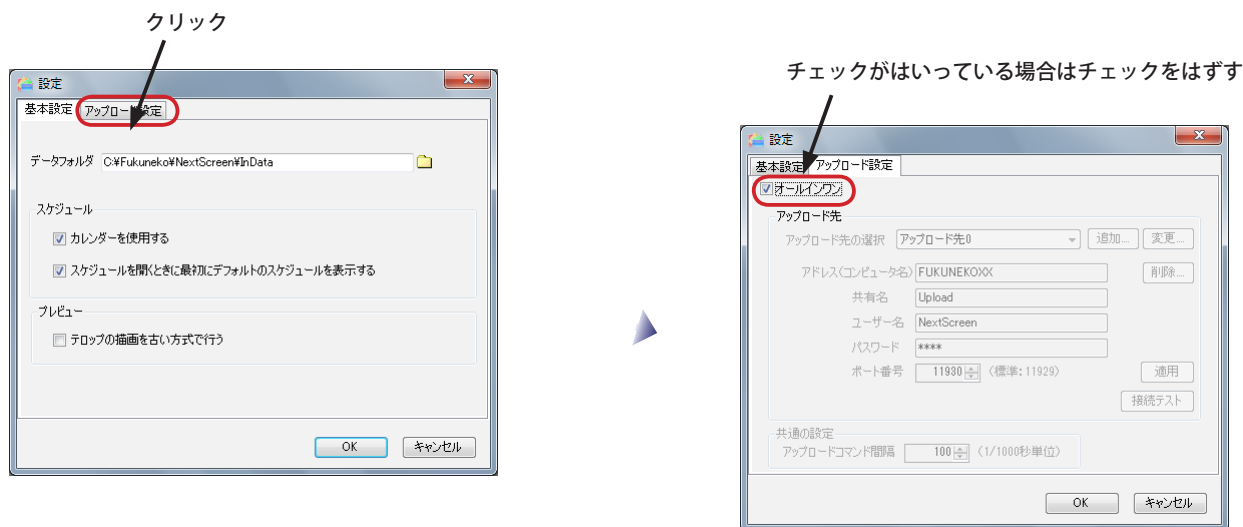 クリック
設定
基本設定 アップロード設定
データフォルダ C:¥Fukuneko¥NextScreen¥InData
スケジュール
カレンダーを使用する
スケジュールを開くときに最初にデフォルトのスケジュールを表示する
プレビュー
テロップの描画を古い方式で行う
OK キャンセル
チェックがはいっている場合はチェックをはずす
設定
基本設定 アップロード設定
オールインワン
アップロード先
アップロード先の選択 アップロード先0 追加... 変更...
アドレス(コンピュータ名) FUKUNEKOXX 削除...
共有名 Upload
ユーザー名 NextScreen
パスワード ****
ポート番号 11930 (標準: 11929) 適用
接続テスト
共通の設定
アップロードコマンド間隔 100 (1/1000秒単位)
OK キャンセル